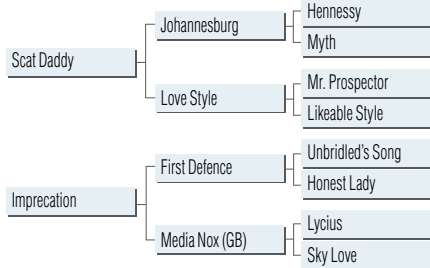 Hennessy
Johannesburg
Myth
Scat Daddy
Mr. Prospector
Love Style
Likeable Style
Unbridled's Song
First Defence
Honest Lady
Imprecation
Lycius
Media Nox (GB)
Sky Love